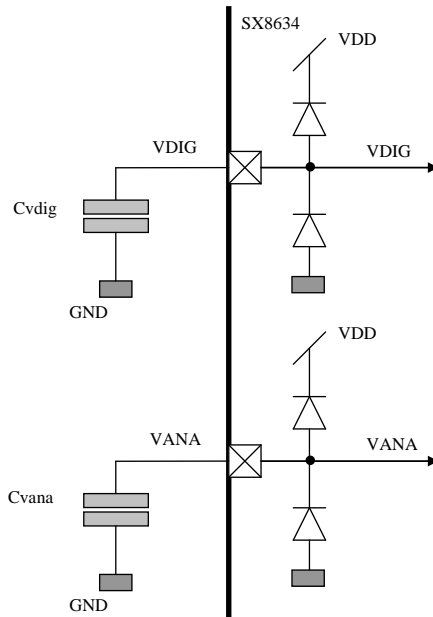 SX8634
VDD
VDIG
VDIG
Cvdig
GND
VDD
VANA
VANA
Cvana
GND